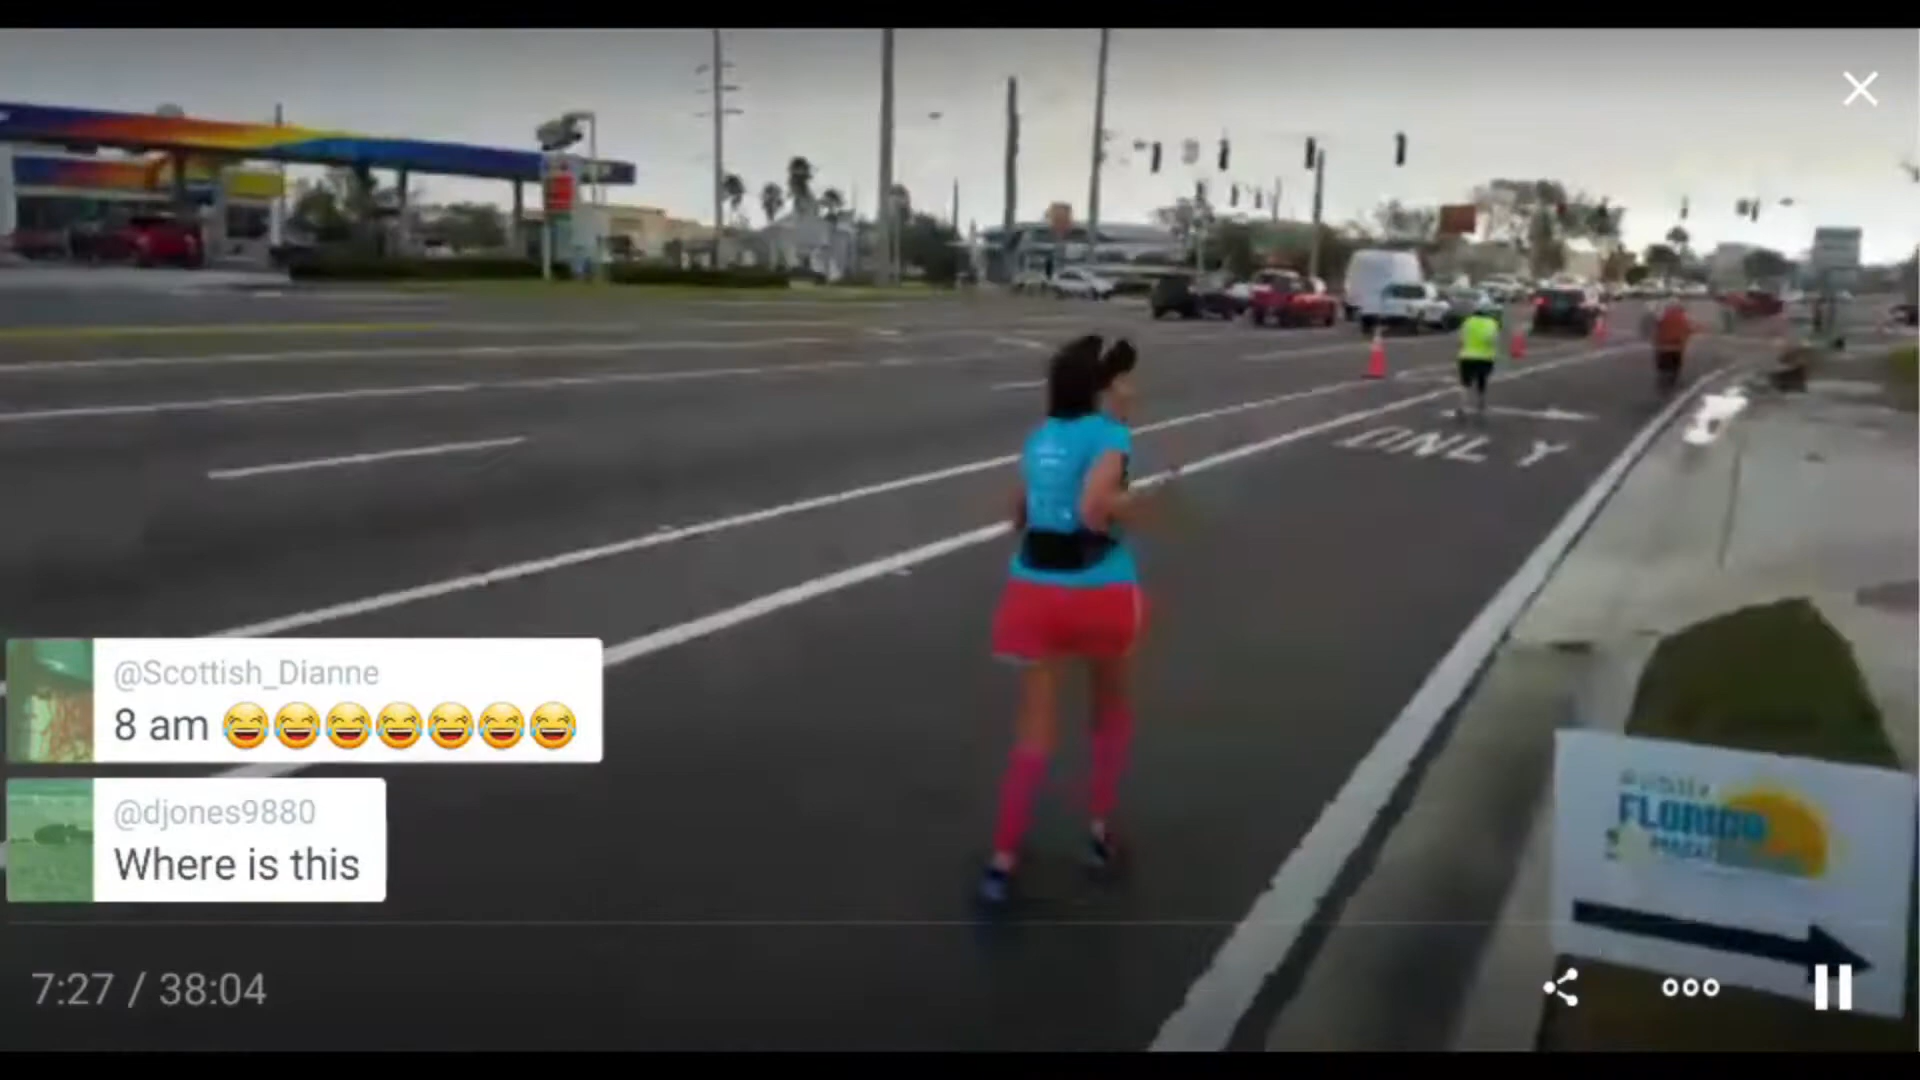 ONLY
@Scottish_Dianne
8 am 😂😂😂😂😂😂😂
@djones9880
Where is this
FLORIDA
7:27 / 38:04